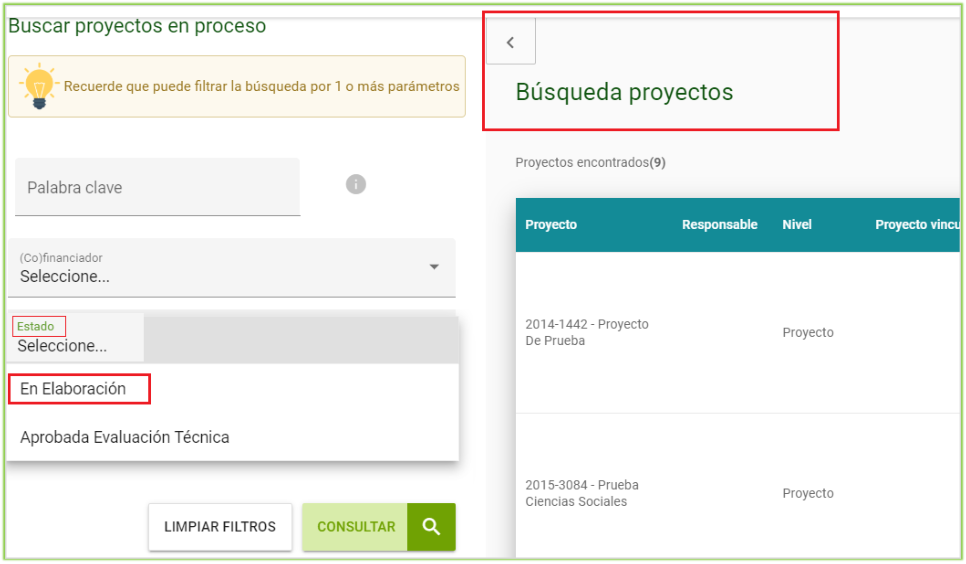 Buscar proyectos en proceso
Recuerde que puede filtrar la búsqueda por 1 o más parámetros
Palabra clave
(Co)financiador
Seleccione...
Estado
Seleccione...
En Elaboración
Aprobada Evaluación Técnica
LIMPIAR FILTROS
CONSULTAR
Búsqueda proyectos
Proyectos encontrados(9)
Proyecto Responsable Nivel Proyecto vincu
2014-1442 - Proyecto
De Prueba
Proyecto
2015-3084 - Prueba
Ciencias Sociales
Proyecto